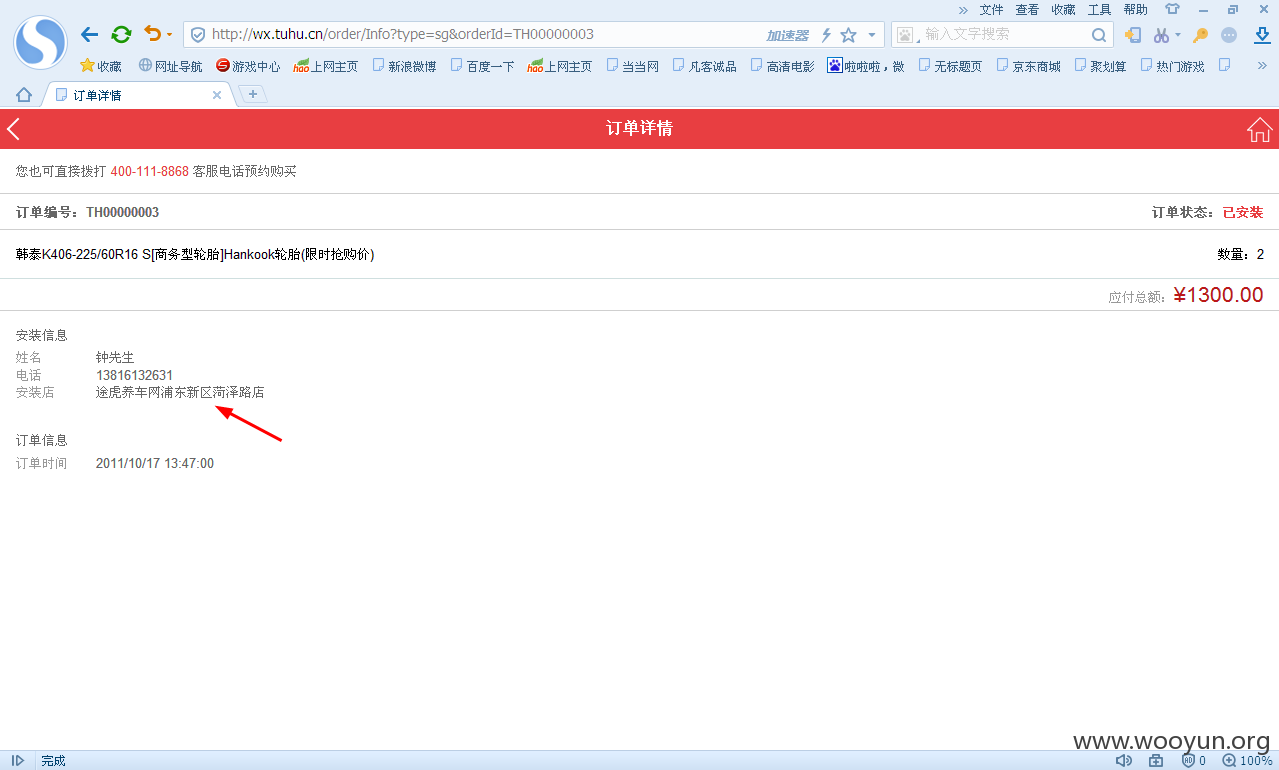 » 文件 查看 收藏 工具 帮助
http://wx.tuhu.cn/order/Info?type=sg&orderId=TH00000003 加速器 输入文字搜索
收藏 网址导航 游戏中心 hao上网主页 新浪微博 百度一下 hao上网主页 当当网 凡客诚品 高清电影 啦啦啦，微 无标题页 京东商城 聚划算 热门游戏 »
订单详情
订单详情
您也可直接拨打 400-111-8868 客服电话预约购买
订单编号：TH00000003 订单状态：已安装
韩泰K406-225/60R16 S[商务型轮胎]Hankook轮胎(限时抢购价) 数量：2
应付总额：¥1300.00
安装信息
姓名 钟先生
电话 13816132631
安装店 途虎养车网浦东新区菏泽路店
订单信息
订单时间 2011/10/17 13:47:00
www.wooyun.org
完成 0 100%